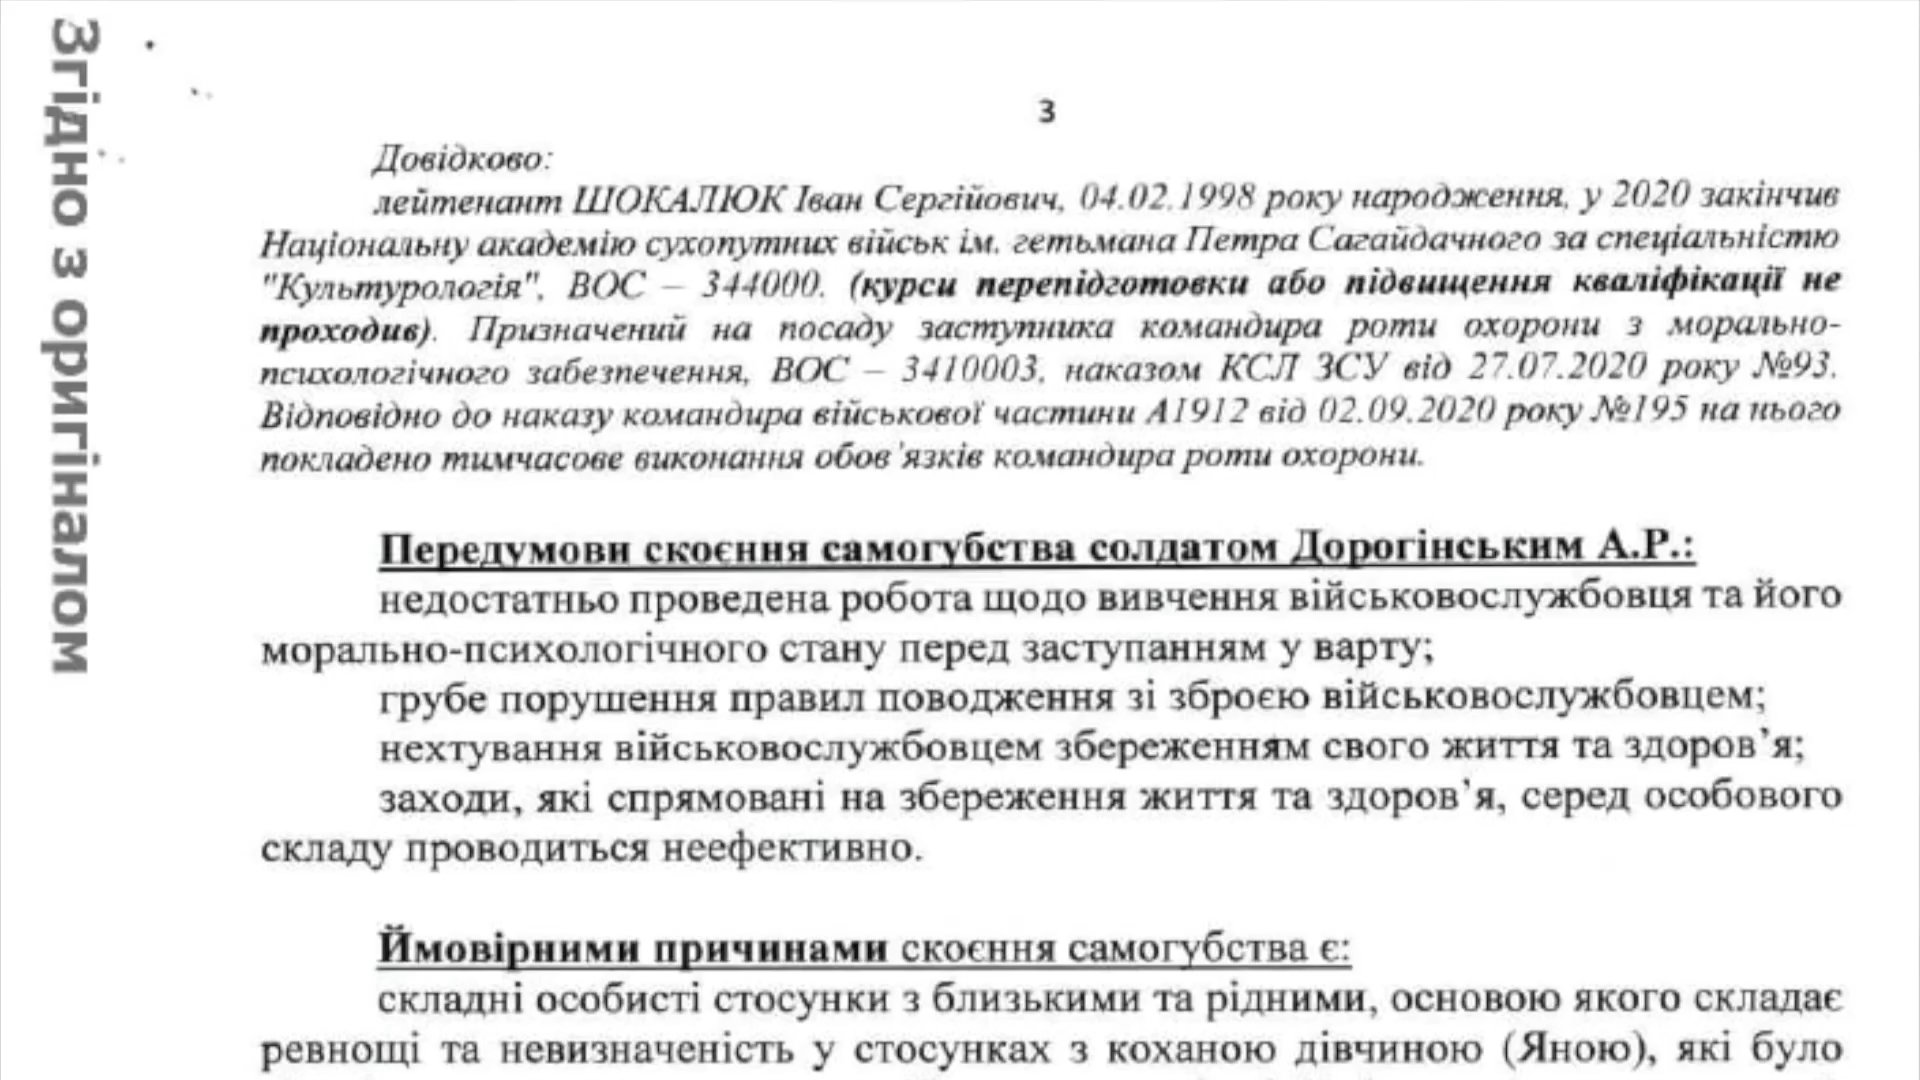 Згідно з оригіналом
3
Довідково:
лейтенант ШОКАЛЮК Іван Сергійович, 04.02.1998 року народження, у 2020 закінчив
Національну академію сухопутних військ ім. гетьмана Петра Сагайдачного за спеціальністю
"Культурологія", ВОС – 344000. (курси перепідготовки або підвищення кваліфікації не
проходив). Призначений на посаду заступника командира роти охорони з морально-
психологічного забезпечення, ВОС – 3410003, наказом КСЛ ЗСУ від 27.07.2020 року №93.
Відповідно до наказу командира військової частини А1912 від 02.09.2020 року №195 на нього
покладено тимчасове виконання обов'язків командира роти охорони.
Передумови скоєння самогубства солдатом Дорогінським А.Р.:
недостатньо проведена робота щодо вивчення військовослужбовця та його
морально-психологічного стану перед заступанням у варту;
грубе порушення правил поводження зі зброєю військовослужбовцем;
нехтування військовослужбовцем збереженням свого життя та здоров’я;
заходи, які спрямовані на збереження життя та здоров’я, серед особового
складу проводиться неефективно.
Ймовірними причинами скоєння самогубства є:
складні особисті стосунки з близькими та рідними, основою якого складає
ревнощі та невизначеність у стосунках з коханою дівчиною (Яною), які було